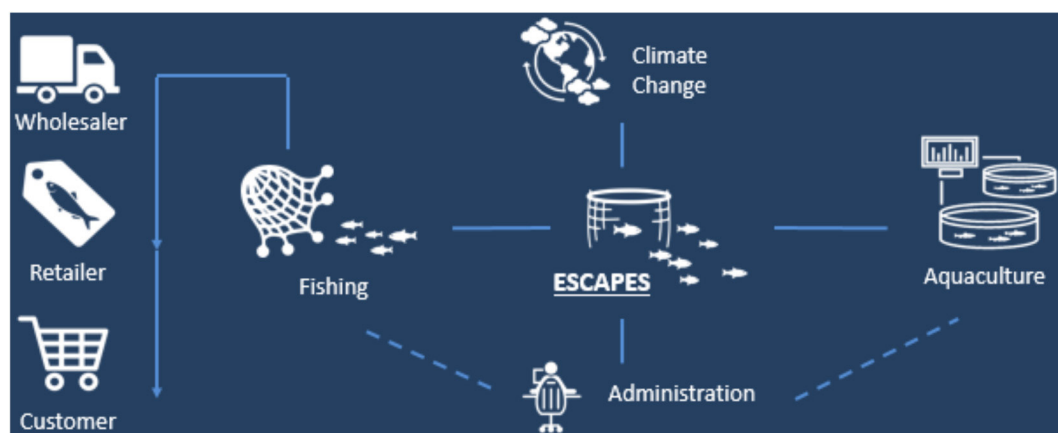 Wholesaler
Retailer
Customer
Fishing
Climate
Change
ESCAPES
Administration
Aquaculture